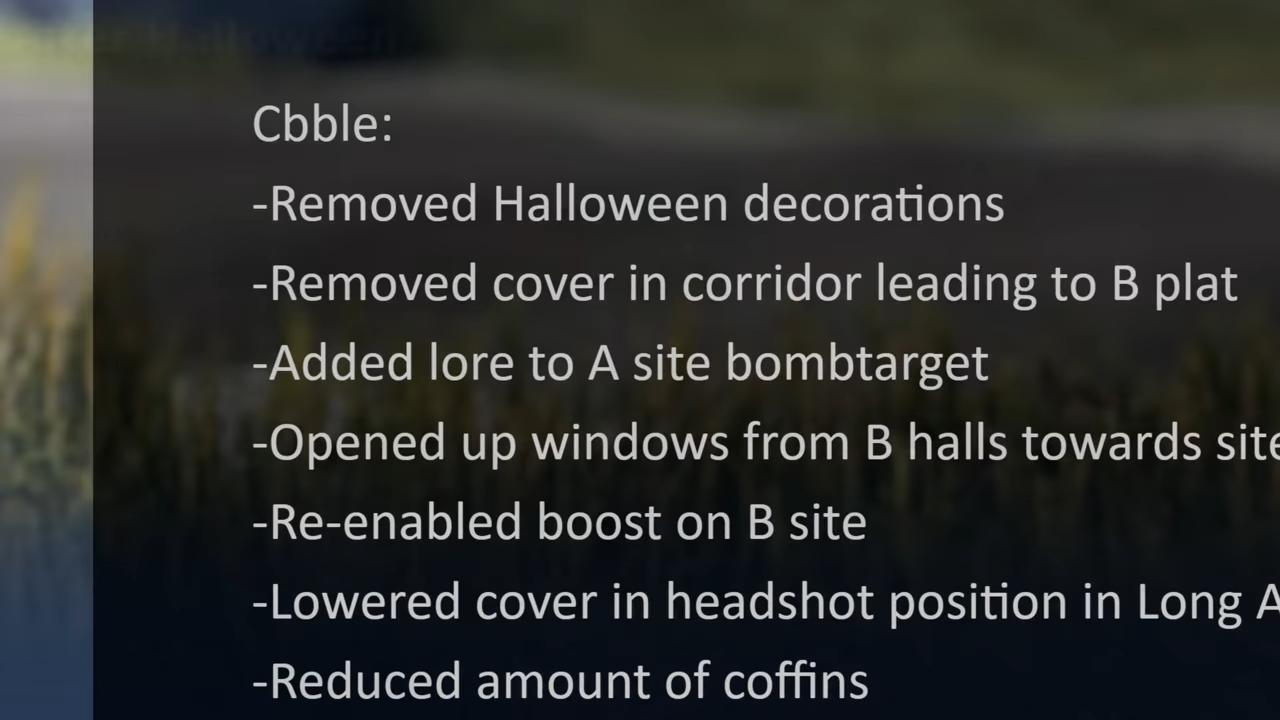 Cbble:
-Removed Halloween decorations
-Removed cover in corridor leading to B plat
-Added lore to A site bombtarget
-Opened up windows from B halls towards site
-Re-enabled boost on B site
-Lowered cover in headshot position in Long A
-Reduced amount of coffins